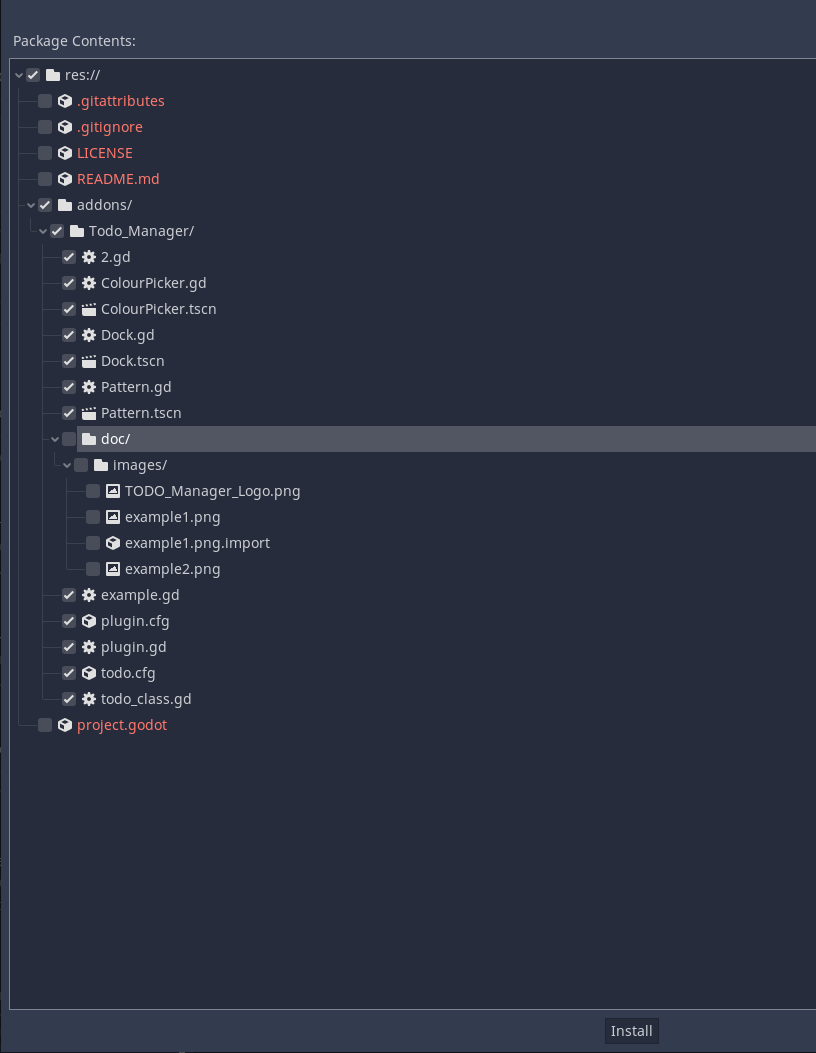 Package Contents:
res://
.gitattributes
.gitignore
LICENSE
README.md
addons/
Todo_Manager/
2.gd
ColourPicker.gd
ColourPicker.tscn
Dock.gd
Dock.tscn
Pattern.gd
Pattern.tscn
doc/
images/
TODO_Manager_Logo.png
example1.png
example1.png.import
example2.png
example.gd
plugin.cfg
plugin.gd
todo.cfg
todo_class.gd
project.godot
Install